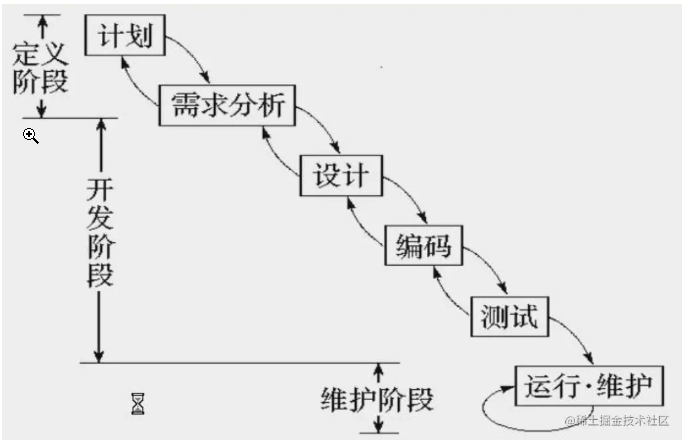 计划
定义
阶段
需求分析
设计
开发阶段
编码
测试
运行·维护
维护阶段
@稀土掘金技术社区